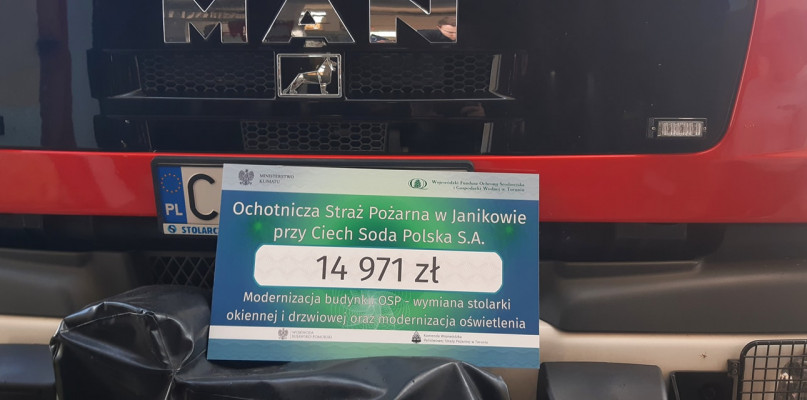 MAN
PL C
STOLARC
MINISTERSTWO
KLIMATU
Wojewódzki Fundusz Ochrony Środowiska
i Gospodarki Wodnej w Toruniu
Ochotnicza Straż Pożarna w Janikowie
przy Ciech Soda Polska S.A.
14 971 zł
Modernizacja budynku OSP - wymiana stolarki
okiennej i drzwiowej oraz modernizacja oświetlenia